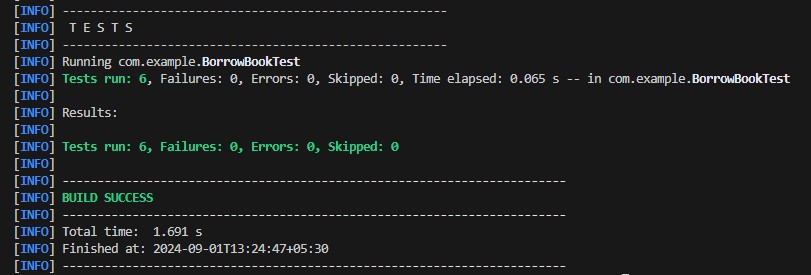 [INFO] -------------------------------------------------------
[INFO]  T E S T S
[INFO] -------------------------------------------------------
[INFO] Running com.example.BorrowBookTest
[INFO] Tests run: 6, Failures: 0, Errors: 0, Skipped: 0, Time elapsed: 0.065 s -- in com.example.BorrowBookTest
[INFO]
[INFO] Results:
[INFO]
[INFO] Tests run: 6, Failures: 0, Errors: 0, Skipped: 0
[INFO]
[INFO] ------------------------------------------------------------------------
[INFO] BUILD SUCCESS
[INFO] ------------------------------------------------------------------------
[INFO] Total time:  1.691 s
[INFO] Finished at: 2024-09-01T13:24:47+05:30
[INFO] ------------------------------------------------------------------------